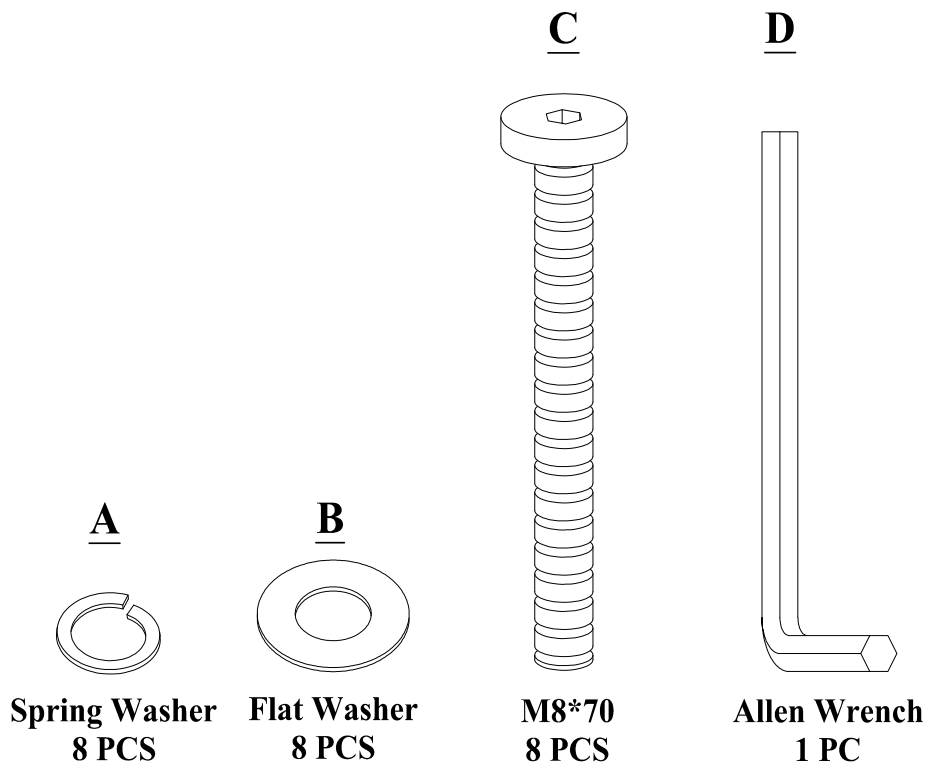 C
D
A
B
Spring Washer
8 PCS
Flat Washer
8 PCS
M8*70
8 PCS
Allen Wrench
1 PC